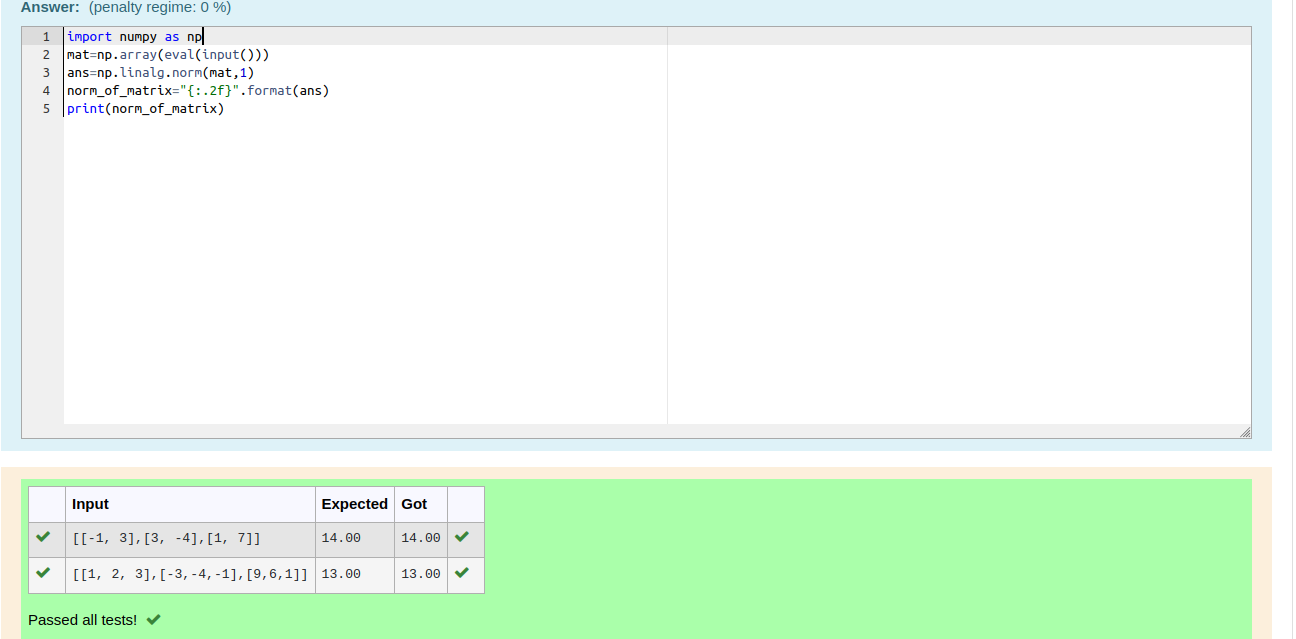 Answer: (penalty regime: 0 %)
1 import numpy as np
2 mat=np.array(eval(input()))
3 ans=np.linalg.norm(mat,1)
4 norm_of_matrix="{:.2f}".format(ans)
5 print(norm_of_matrix)
Input Expected Got
[[-1, 3],[3, -4],[1, 7]] 14.00 14.00
[[1, 2, 3],[-3,-4,-1],[9,6,1]] 13.00 13.00
Passed all tests!